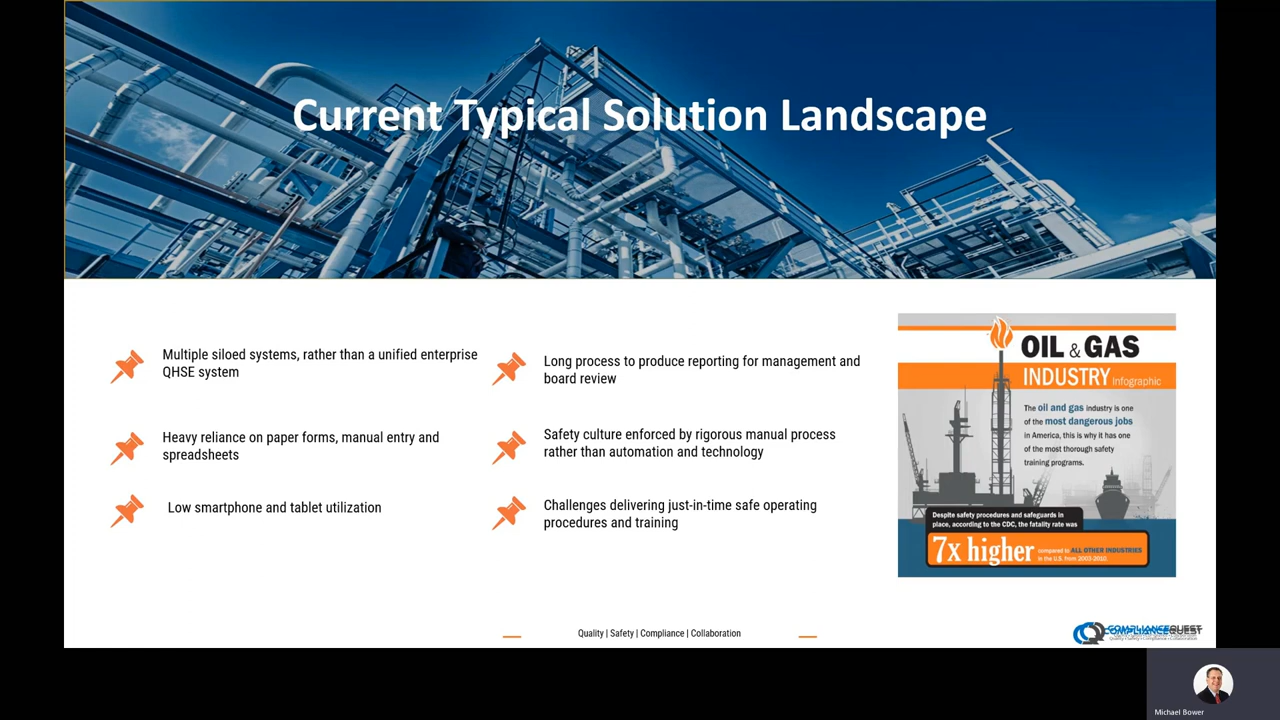 Current Typical Solution Landscape
Multiple siloed systems, rather than a unified enterprise
QHSE system
Heavy reliance on paper forms, manual entry and
spreadsheets
Low smartphone and tablet utilization
Long process to produce reporting for management and
board review
Safety culture enforced by rigorous manual process
rather than automation and technology
Challenges delivering just-in-time safe operating
procedures and training
OIL & GAS
INDUSTRY Infographic
The oil and gas industry is one
of the most dangerous jobs
in America, this is why it has one
of the most thorough safety
training programs.
Despite safety procedures and safeguards in
place, according to the CDC, the fatality rate was
7x higher
compared to ALL OTHER INDUSTRIES
in the U.S. from 2003-2010.
Quality | Safety | Compliance | Collaboration
COMPLIANCEQUEST
Michael Bower